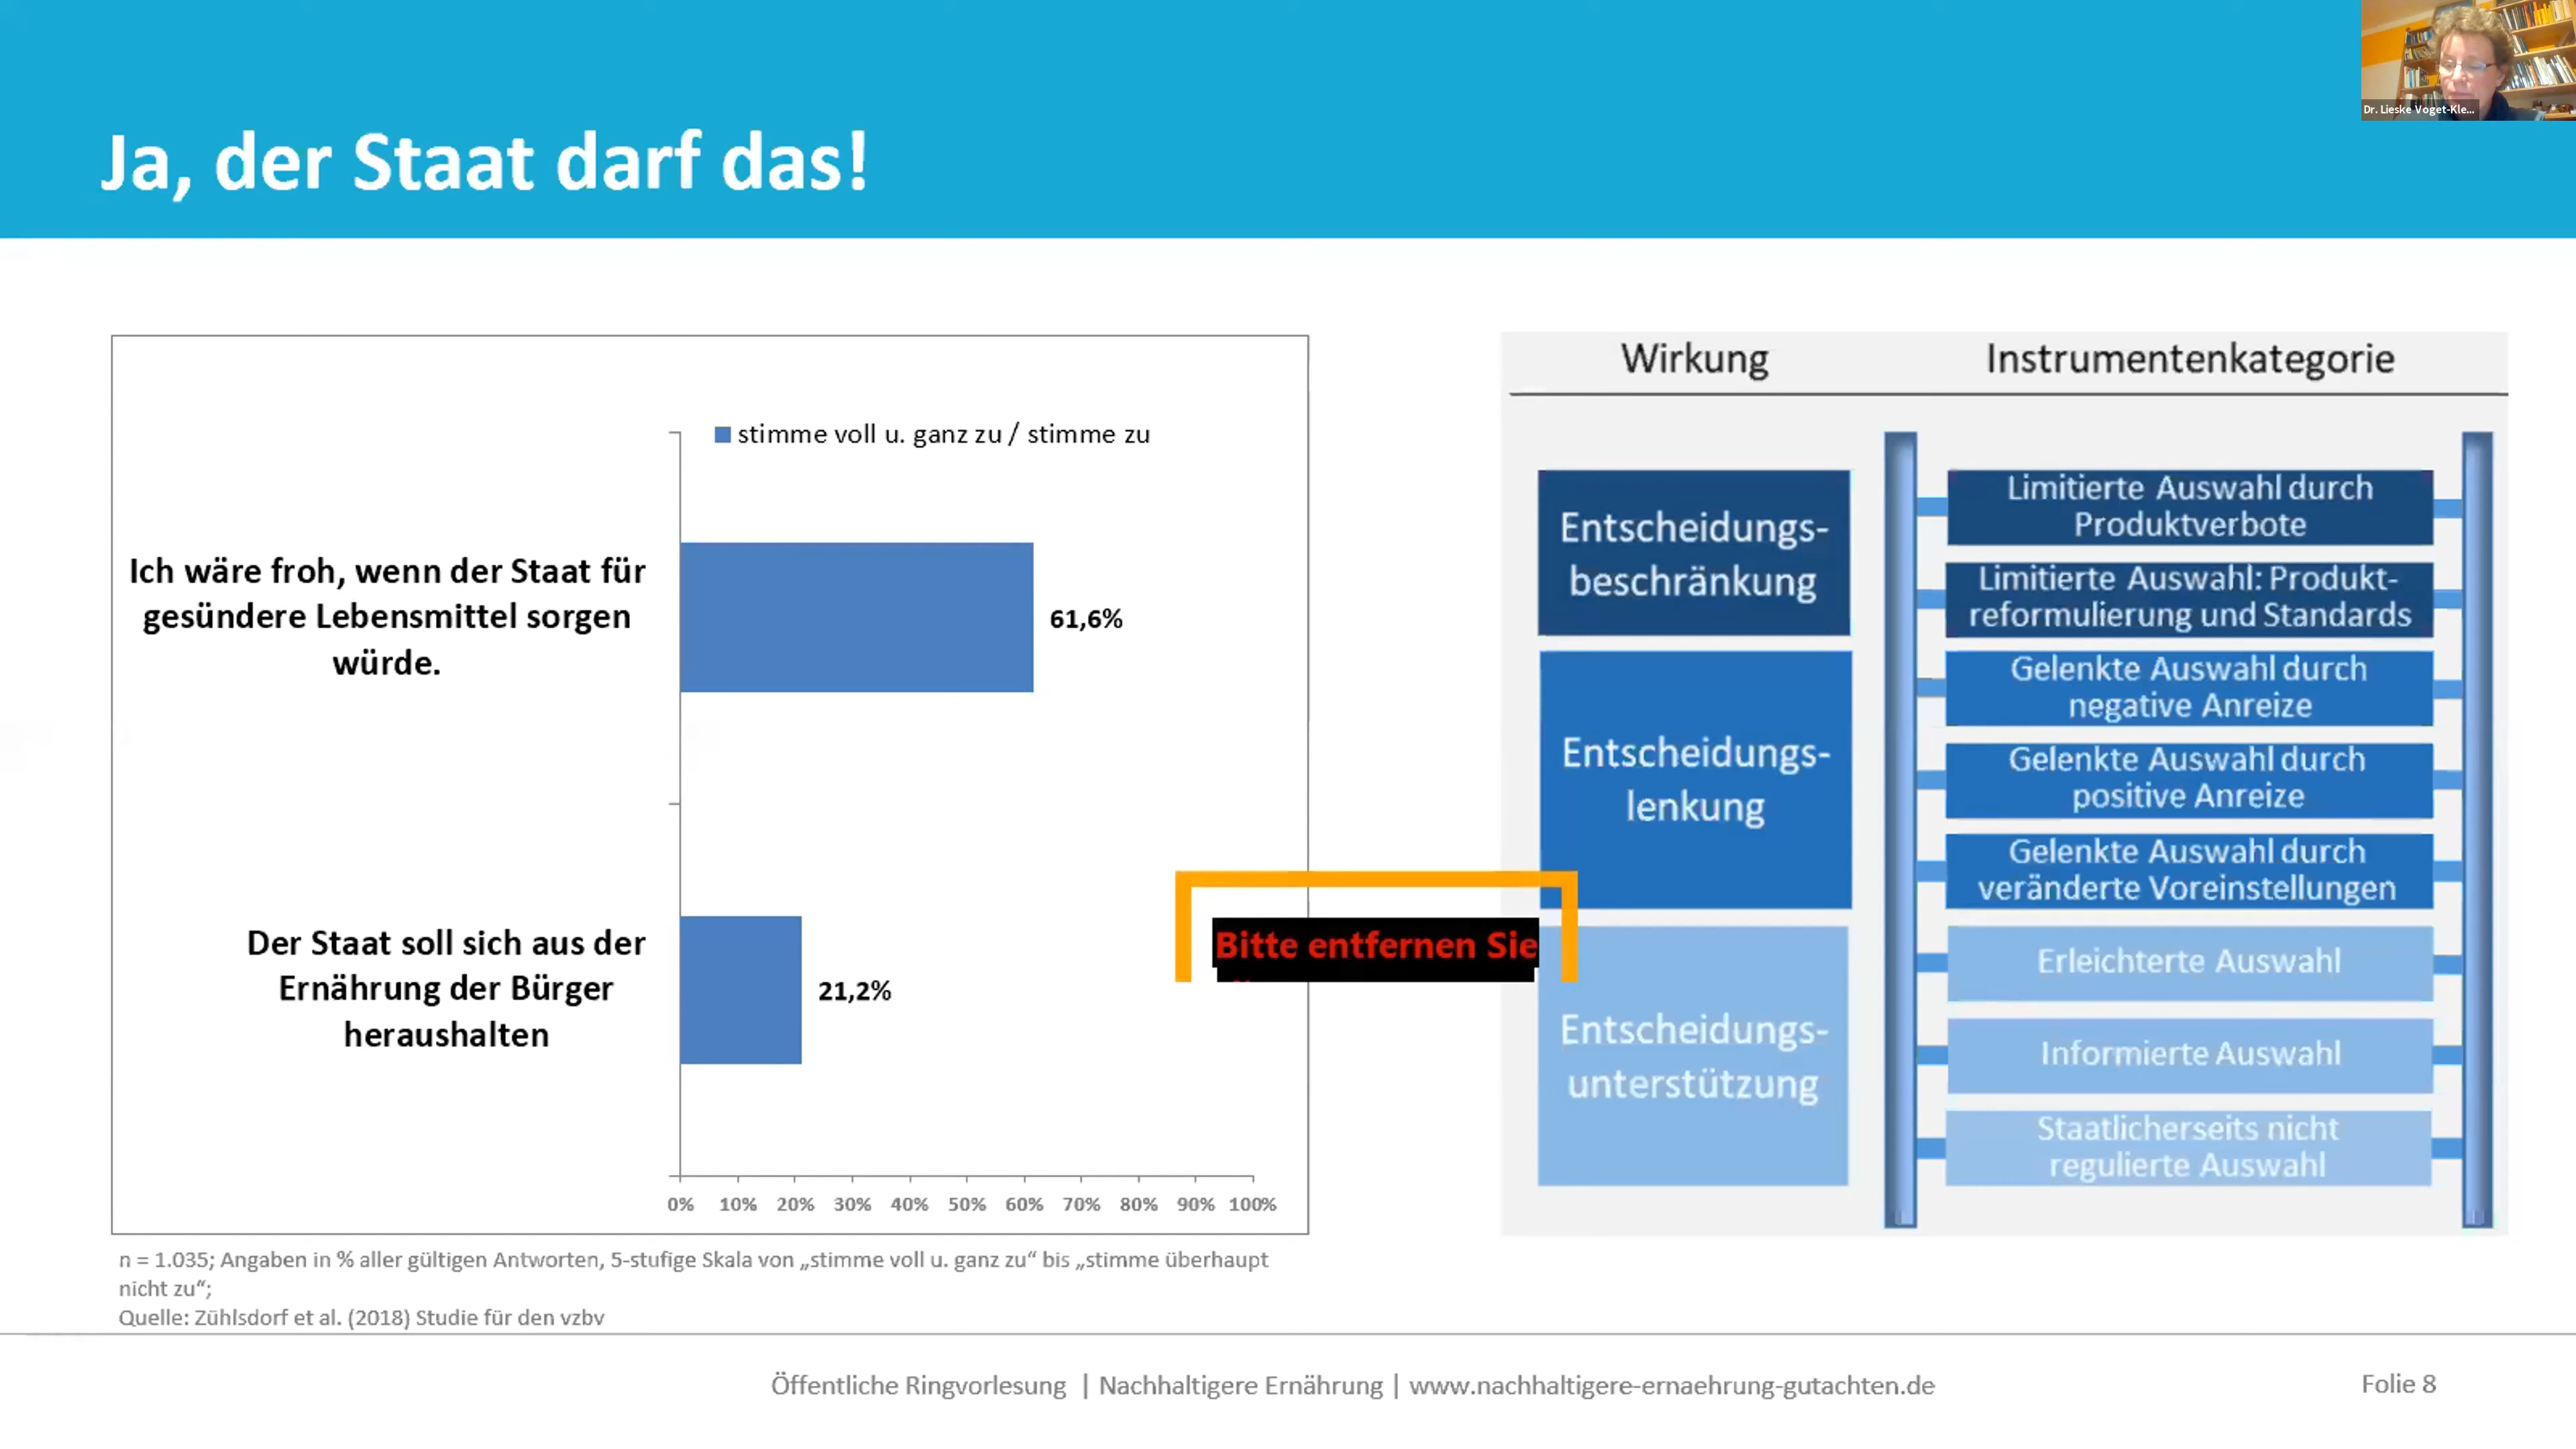 Dr. Lieske Voget-Kle...
Ja, der Staat darf das!
stimme voll u. ganz zu / stimme zu
Ich wäre froh, wenn der Staat für
gesündere Lebensmittel sorgen
würde.
61,6%
Der Staat soll sich aus der
Ernährung der Bürger
heraushalten
21,2%
0% 10% 20% 30% 40% 50% 60% 70% 80% 90% 100%
n = 1.035; Angaben in % aller gültigen Antworten, 5-stufige Skala von „stimme voll u. ganz zu“ bis „stimme überhaupt
nicht zu“;
Quelle: Zühlsdorf et al. (2018) Studie für den vzbv
Bitte entfernen Sie
Wirkung
Instrumentenkategorie
Entscheidungs-
beschränkung
Limitierte Auswahl durch
Produktverbote
Limitierte Auswahl: Produkt-
reformulierung und Standards
Entscheidungs-
lenkung
Gelenkte Auswahl durch
negative Anreize
Gelenkte Auswahl durch
positive Anreize
Gelenkte Auswahl durch
veränderte Voreinstellungen
Entscheidungs-
unterstützung
Erleichterte Auswahl
Informierte Auswahl
Staatlicherseits nicht
regulierte Auswahl
Öffentliche Ringvorlesung | Nachhaltigere Ernährung | www.nachhaltigere-ernaehrung-gutachten.de
Folie 8